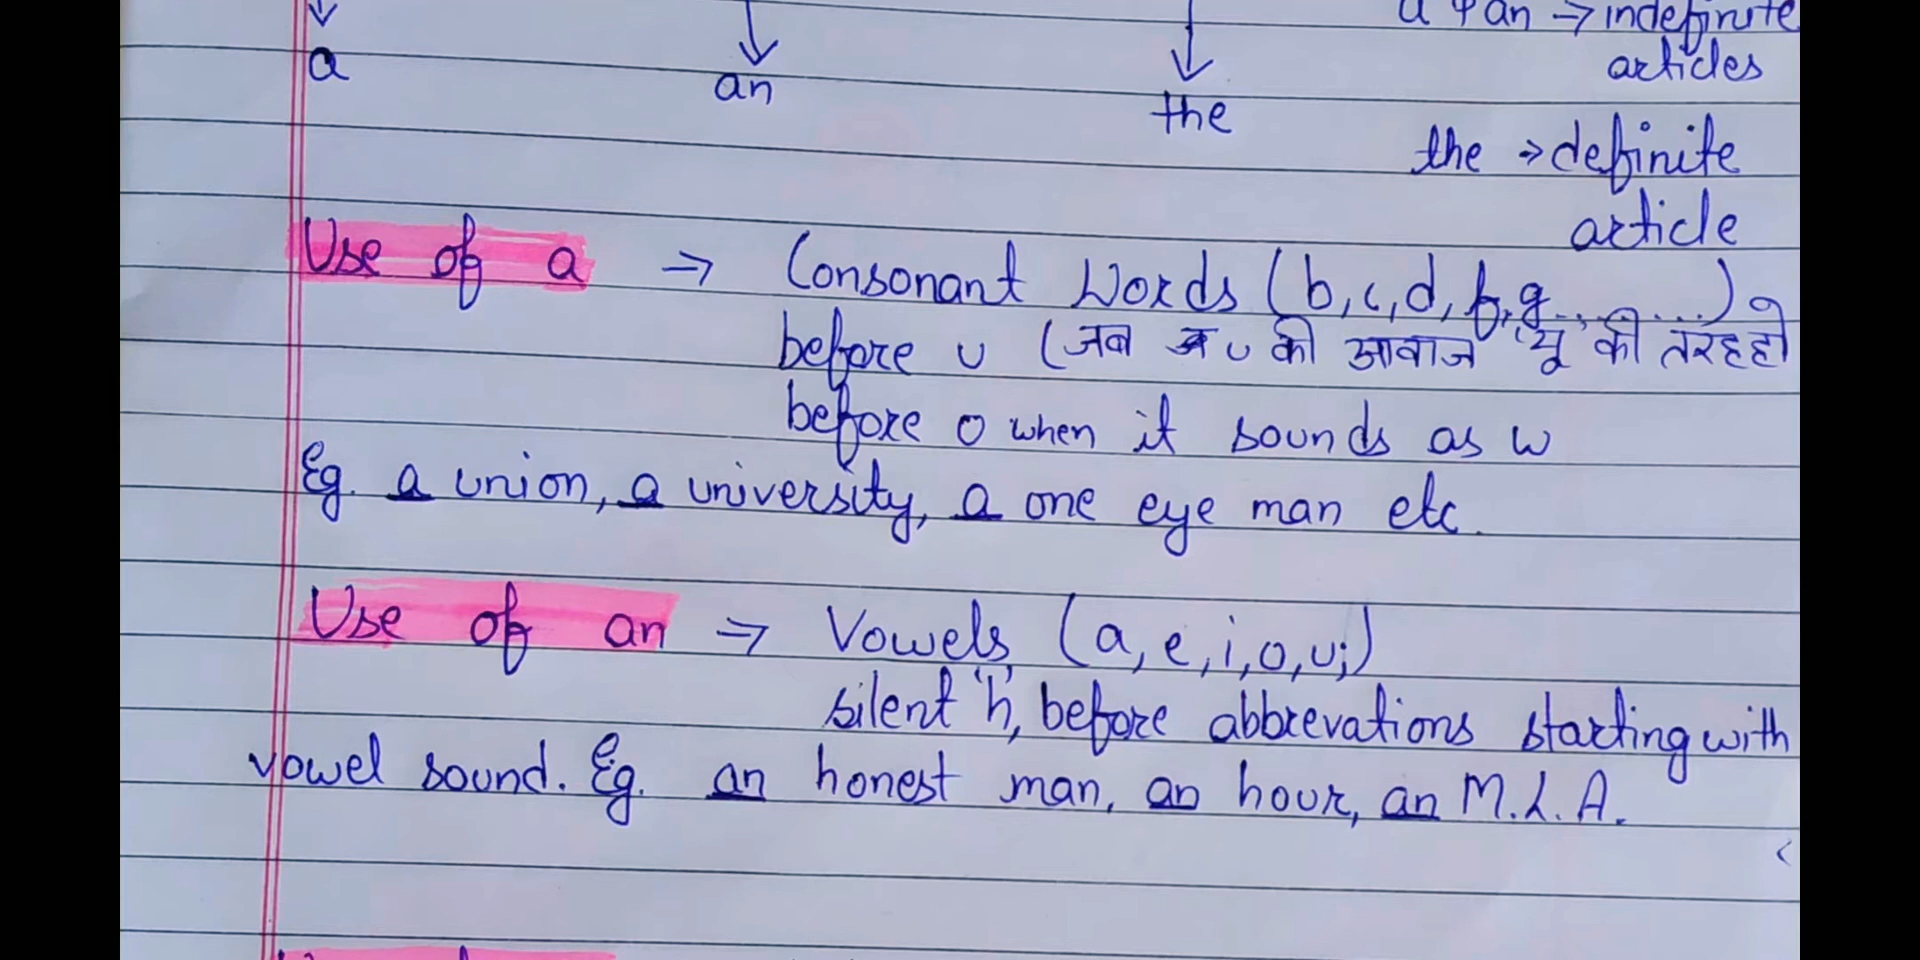 a & an → indefinite
a an the articles
the → definite
article
Use of a ⇒ Consonant Words (b, c, d, f, g.........)
before u (जब u की आवाज 'यू' की तरह हो
before o when it sounds as w
Eg. a union, a university, a one eye man etc.
Use of an ⇒ Vowels (a, e, i, o, u,)
silent 'h', before abbrevations starting with
vowel sound. Eg. an honest man, an hour, an M.L.A.